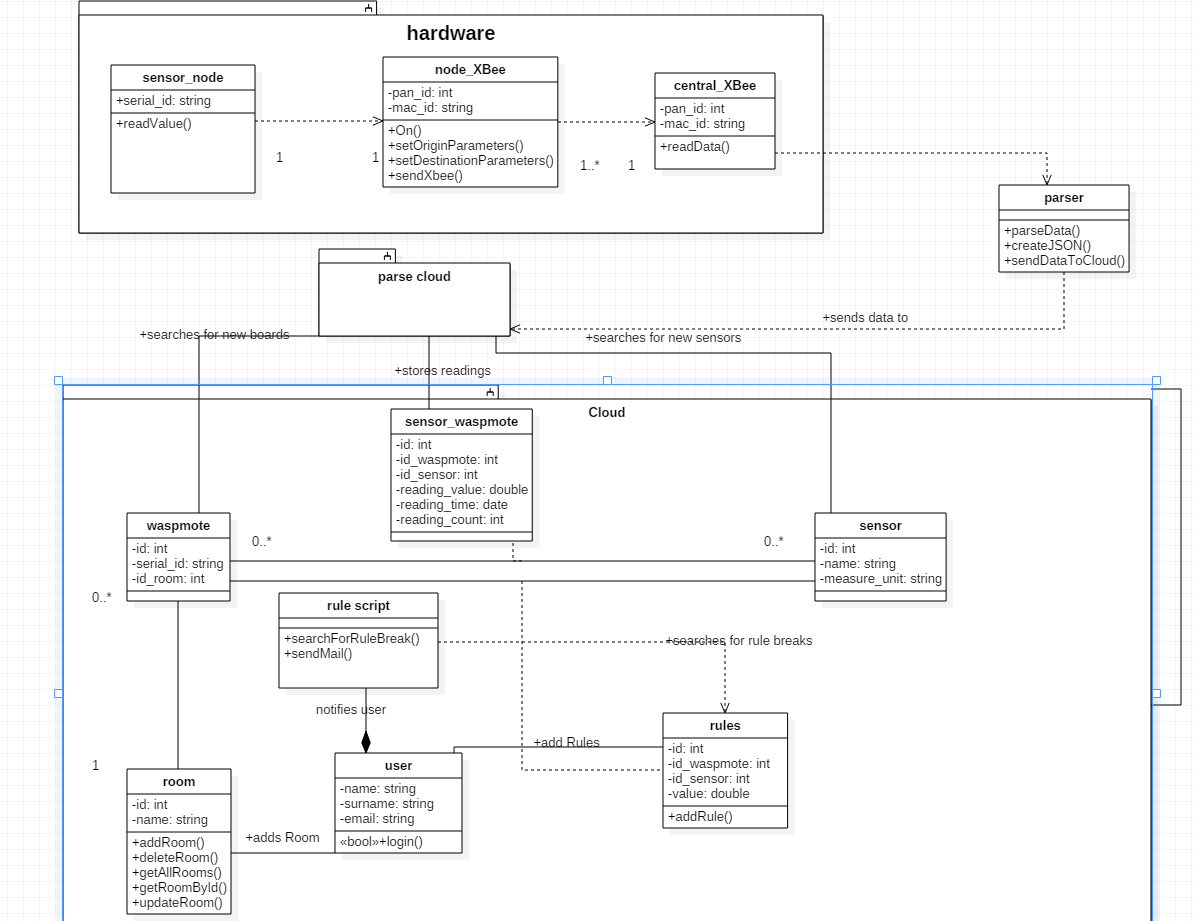 hardware
sensor_node
+serial_id: string
+readValue()
node_XBee
-pan_id: int
-mac_id: string
+On()
+setOriginParameters()
+setDestinationParameters()
+sendXbee()
central_XBee
-pan_id: int
-mac_id: string
+readData()
1
1
1..*
1
parser
+parseData()
+createJSON()
+sendDataToCloud()
parse cloud
+sends data to
+searches for new boards
+searches for new sensors
+stores readings
Cloud
sensor_waspmote
-id: int
-id_waspmote: int
-id_sensor: int
-reading_value: double
-reading_time: date
-reading_count: int
waspmote
-id: int
-serial_id: string
-id_room: int
0..*
0..*
sensor
-id: int
-name: string
-measure_unit: string
0..*
rule script
+searchForRuleBreak()
+sendMail()
+searches for rule breaks
notifies user
rules
-id: int
-id_waspmote: int
-id_sensor: int
-value: double
+addRule()
+add Rules
user
-name: string
-surname: string
-email: string
«bool»+login()
1
room
-id: int
-name: string
+addRoom()
+deleteRoom()
+getAllRooms()
+getRoomById()
+updateRoom()
+adds Room